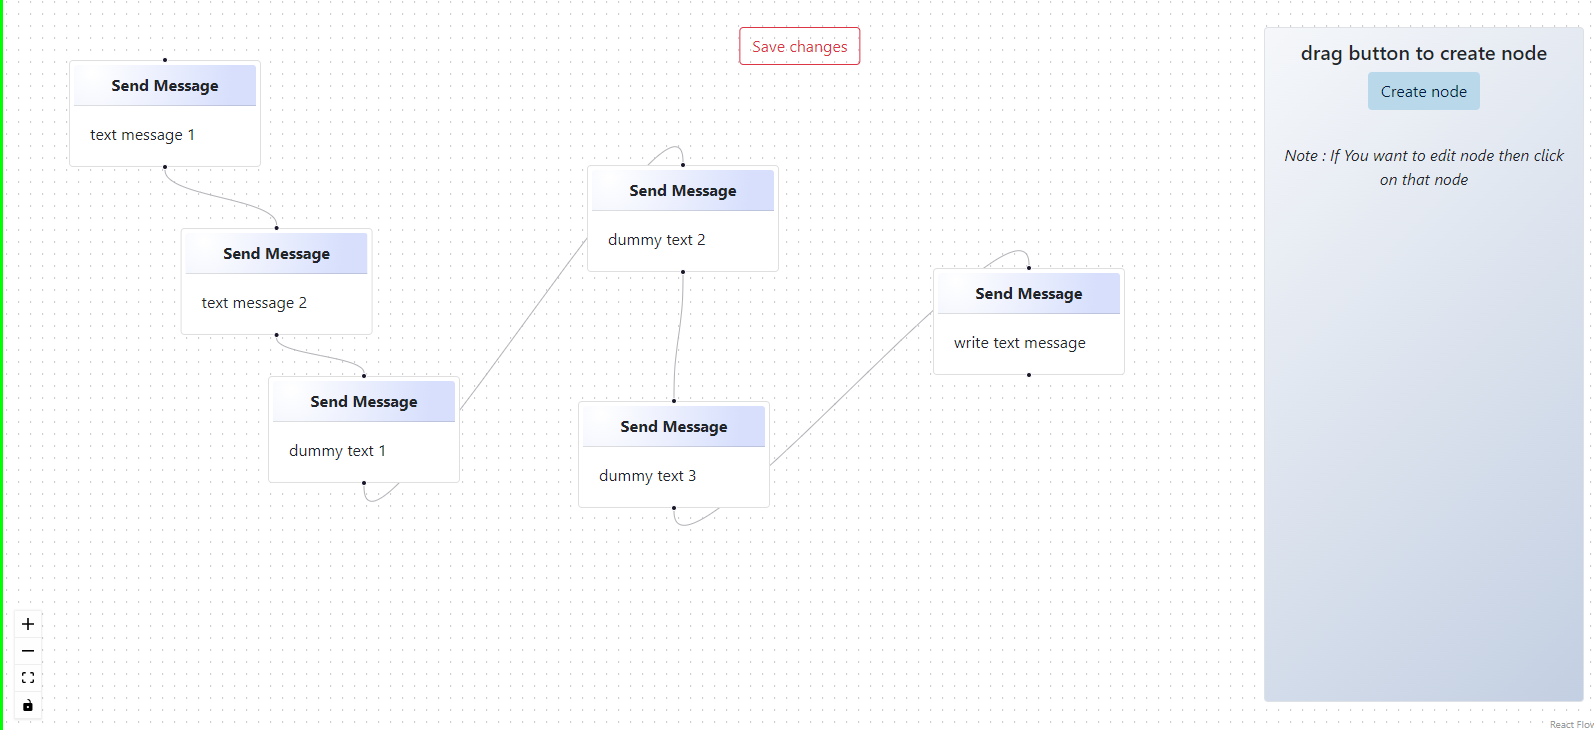 Save changes
Send Message
text message 1
Send Message
text message 2
Send Message
dummy text 1
Send Message
dummy text 2
Send Message
dummy text 3
Send Message
write text message
drag button to create node
Create node
Note : If You want to edit node then click
on that node
React Flow